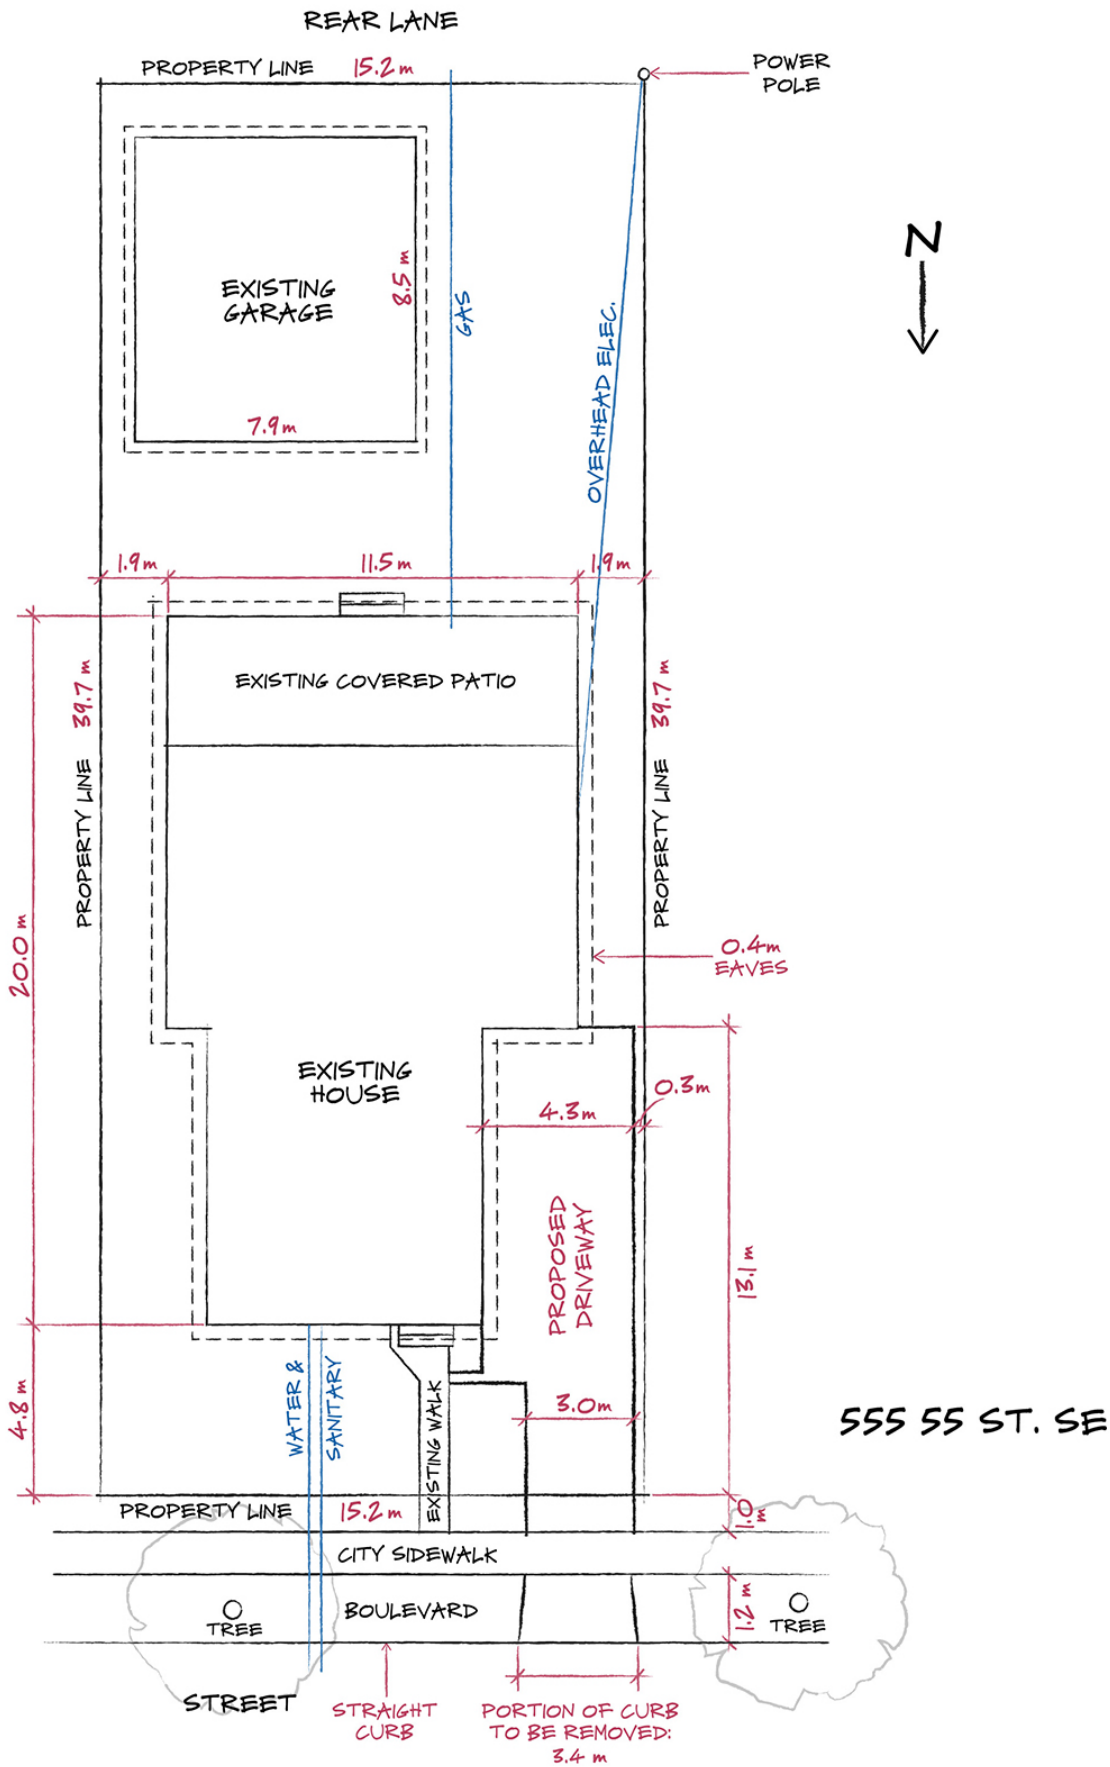 REAR LANE
PROPERTY LINE 15.2 m
POWER
POLE
N
EXISTING
GARAGE
8.5 m
7.9 m
GAS
OVERHEAD ELEC.
1.9 m
11.5 m
1.9 m
EXISTING COVERED PATIO
PROPERTY LINE 39.7 m
PROPERTY LINE 39.7 m
20.0 m
0.4 m
EAVES
EXISTING
HOUSE
0.3 m
4.3 m
PROPOSED
DRIVEWAY
13.1 m
WATER &
SANITARY
EXISTING WALK
4.8 m
3.0 m
555 55 ST. SE
PROPERTY LINE 15.2 m
1.0
m
CITY SIDEWALK
TREE
BOULEVARD
1.2 m
TREE
STREET
STRAIGHT
CURB
PORTION OF CURB
TO BE REMOVED:
3.4 m